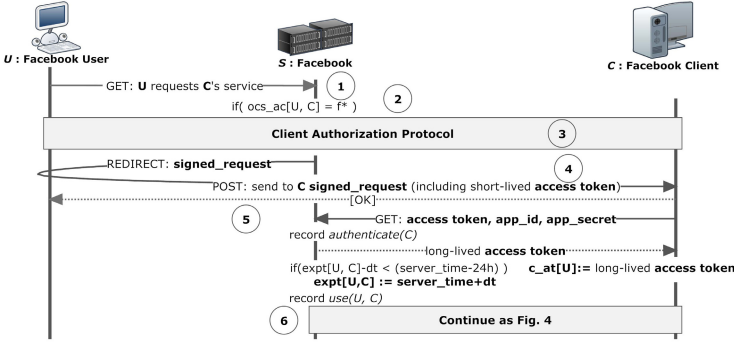 U : Facebook User
S : Facebook
C : Facebook Client
GET: U requests C's service
1
if( ocs_ac[U, C] = f* )
2
Client Authorization Protocol
3
REDIRECT: signed_request
4
POST: send to C signed_request (including short-lived access token)
[OK]
5
GET: access token, app_id, app_secret
record authenticate(C)
long-lived access token
if(expt[U, C]-dt < (server_time-24h) )
c_at[U]:= long-lived access token
expt[U,C] := server_time+dt
record use(U, C)
6
Continue as Fig. 4